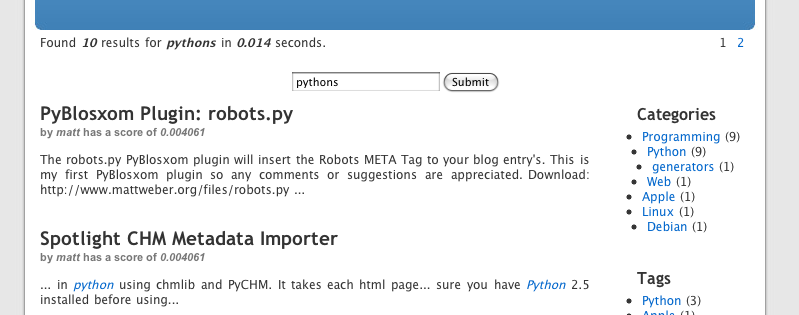 Found 10 results for pythons in 0.014 seconds.
1 2
pythons Submit
PyBlosxom Plugin: robots.py
by matt has a score of 0.004061
The robots.py PyBlosxom plugin will insert the Robots META Tag to your blog entry's. This is
my first PyBlosxom plugin so any comments or suggestions are appreciated. Download:
http://www.mattweber.org/files/robots.py ...
Spotlight CHM Metadata Importer
by matt has a score of 0.004061
... in python using chmlib and PyCHM. It takes each html page... sure you have Python 2.5
installed before using...
Categories
Programming (9)
Python (9)
generators (1)
Web (1)
Apple (1)
Linux (1)
Debian (1)
Tags
Python (3)
Apple (1)